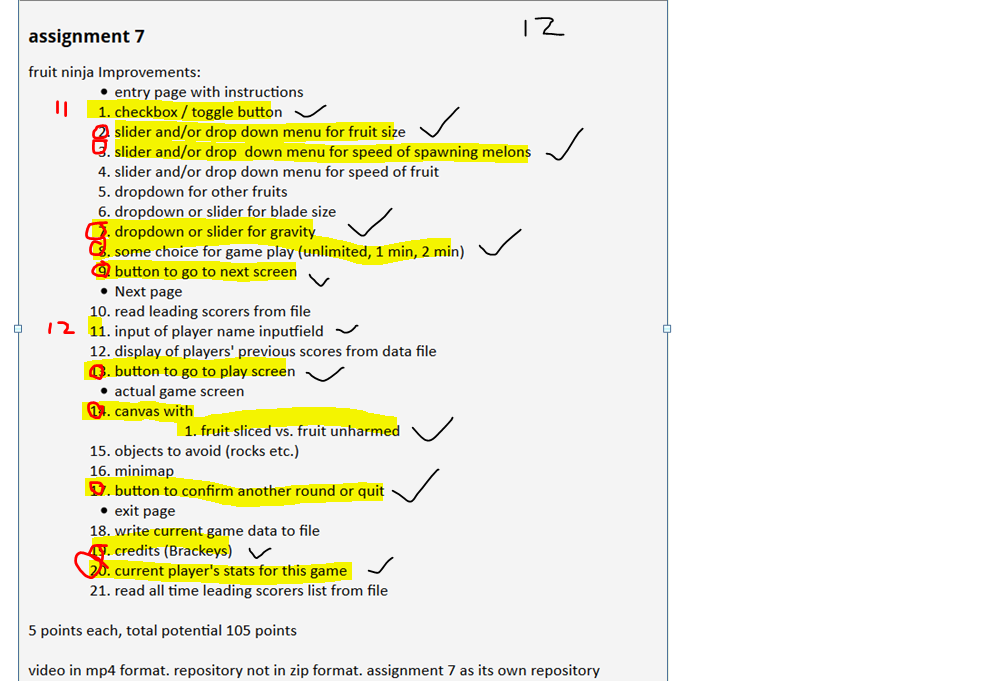 12
assignment 7
fruit ninja Improvements:
• entry page with instructions
11
1. checkbox / toggle button
2. slider and/or drop down menu for fruit size
3. slider and/or drop down menu for speed of spawning melons
4. slider and/or drop down menu for speed of fruit
5. dropdown for other fruits
6. dropdown or slider for blade size
7. dropdown or slider for gravity
8. some choice for game play (unlimited, 1 min, 2 min)
9. button to go to next screen
• Next page
10. read leading scorers from file
12
11. input of player name inputfield
12. display of players' previous scores from data file
13. button to go to play screen
• actual game screen
14. canvas with
1. fruit sliced vs. fruit unharmed
15. objects to avoid (rocks etc.)
16. minimap
17. button to confirm another round or quit
• exit page
18. write current game data to file
19. credits (Brackeys)
20. current player's stats for this game
21. read all time leading scorers list from file
5 points each, total potential 105 points
video in mp4 format. repository not in zip format. assignment 7 as its own repository